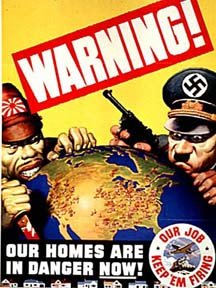 WARNING!
OUR HOMES ARE
IN DANGER NOW!
OUR JOB
KEEP 'EM FIRING